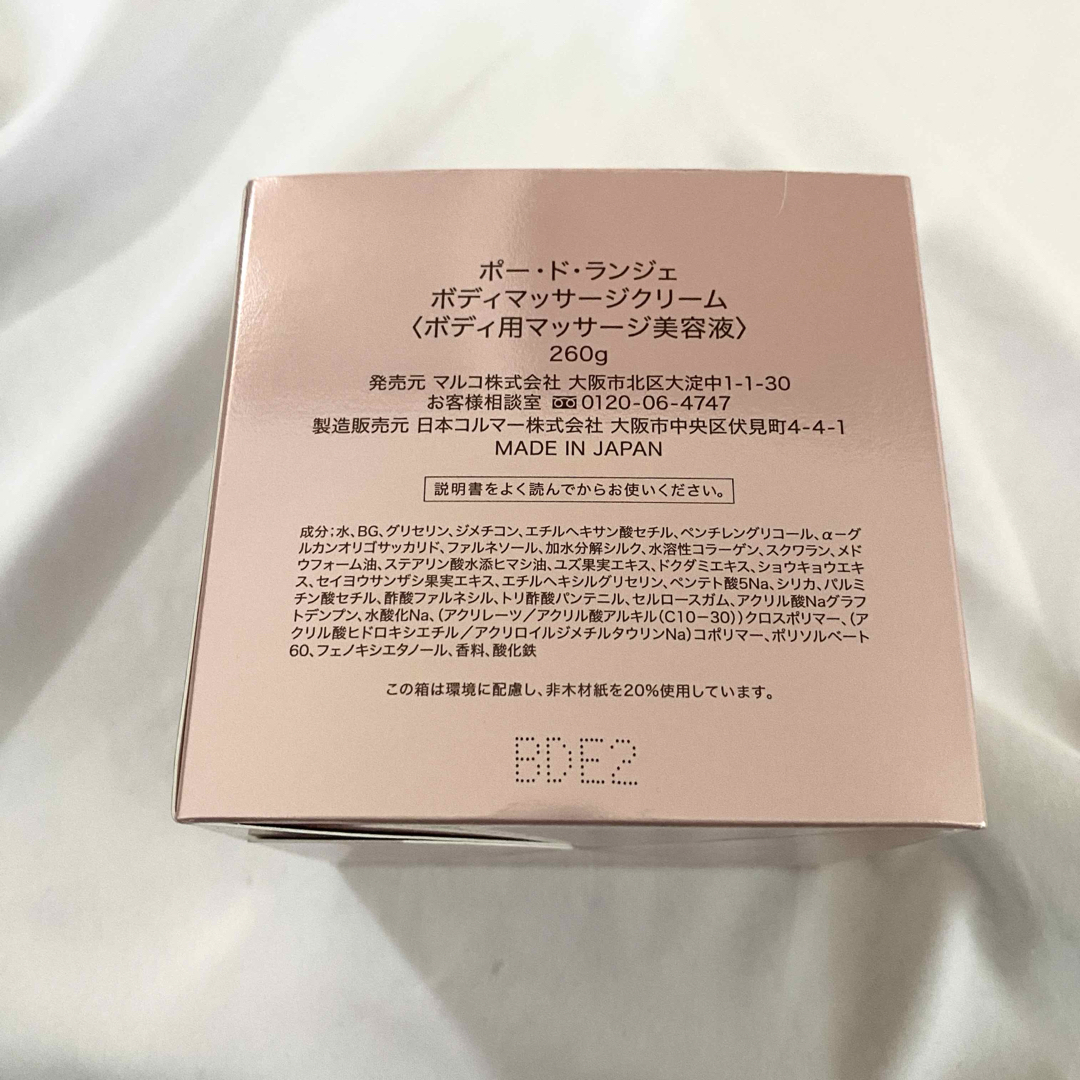 ポー・ド・ランジェ
ボディマッサージクリーム
〈ボディ用マッサージ美容液〉
260g
発売元 マルコ株式会社 大阪市北区大淀中1-1-30
お客様相談室 0120-06-4747
製造販売元 日本コルマー株式会社 大阪市中央区伏見町4-4-1
MADE IN JAPAN
説明書をよく読んでからお使いください。
成分；水、BG、グリセリン、ジメチコン、エチルヘキサン酸セチル、ペンチレングリコール、α－グ
ルカンオリゴサッカリド、ファルネソール、加水分解シルク、水溶性コラーゲン、スクワラン、メド
ウフォーム油、ステアリン酸水添ヒマシ油、ユズ果実エキス、ドクダミエキス、ショウキョウエキ
ス、セイヨウサンザシ果実エキス、エチルヘキシルグリセリン、ペンテト酸5Na、シリカ、パルミ
チン酸セチル、酢酸ファルネシル、トリ酢酸パンテニル、セルロースガム、アクリル酸Naグラフ
トデンプン、水酸化Na、（アクリレーツ／アクリル酸アルキル（C10－30））クロスポリマー、（ア
クリル酸ヒドロキシエチル／アクリロイルジメチルタウリンNa）コポリマー、ポリソルベート
60、フェノキシエタノール、香料、酸化鉄
この箱は環境に配慮し、非木材紙を20%使用しています。
BDE2